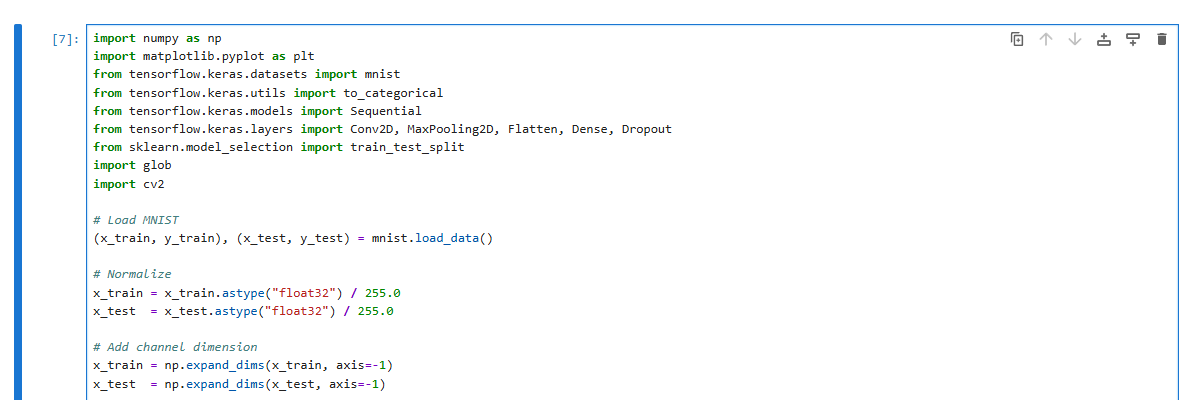 [7]:
import numpy as np
import matplotlib.pyplot as plt
from tensorflow.keras.datasets import mnist
from tensorflow.keras.utils import to_categorical
from tensorflow.keras.models import Sequential
from tensorflow.keras.layers import Conv2D, MaxPooling2D, Flatten, Dense, Dropout
from sklearn.model_selection import train_test_split
import glob
import cv2

# Load MNIST
(x_train, y_train), (x_test, y_test) = mnist.load_data()

# Normalize
x_train = x_train.astype("float32") / 255.0
x_test  = x_test.astype("float32") / 255.0

# Add channel dimension
x_train = np.expand_dims(x_train, axis=-1)
x_test  = np.expand_dims(x_test, axis=-1)